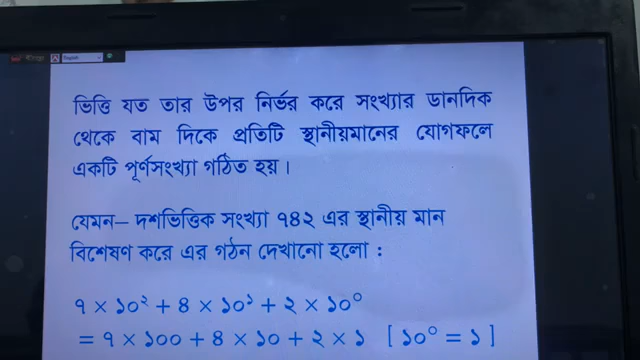 English
ভিত্তি যত তার উপর নির্ভর করে সংখ্যার ডানদিক
থেকে বাম দিকে প্রতিটি স্থানীয়মানের যোগফলে
একটি পূর্ণসংখ্যা গঠিত হয়।
যেমন– দশভিত্তিক সংখ্যা ৭৪২ এর স্থানীয় মান
বিশেষণ করে এর গঠন দেখানো হলো :
৭ × ১০² + ৪ × ১০¹ + ২ × ১০⁰
= ৭ × ১০০ + ৪ × ১০ + ২ × ১ [ ১০⁰ = ১ ]